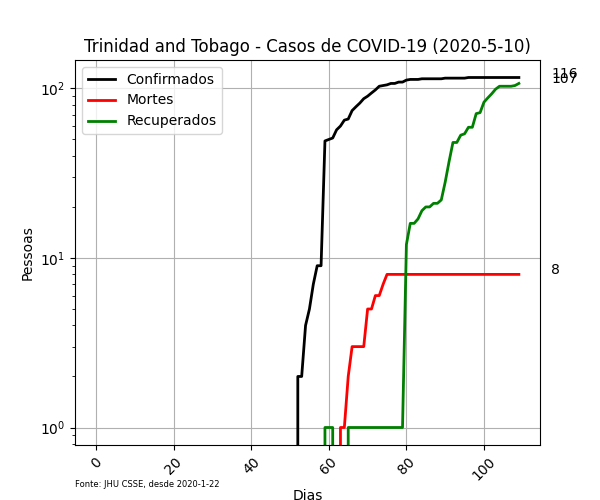 Trinidad and Tobago - Casos de COVID-19 (2020-5-10)
Confirmados
Mortes
Recuperados
116
107
8
Pessoas
10²
10¹
10⁰
0
20
40
60
80
100
Fonte: JHU CSSE, desde 2020-1-22
Dias